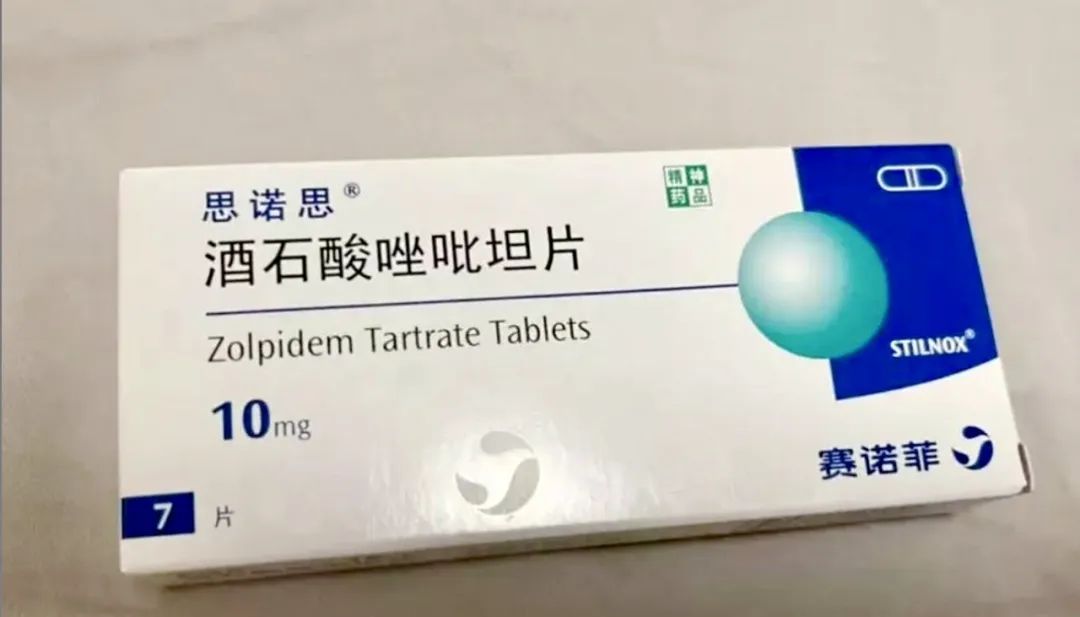 思诺思®
精神
药品
酒石酸唑吡坦片
Zolpidem Tartrate Tablets
STILNOX®
10mg
赛诺菲
7片